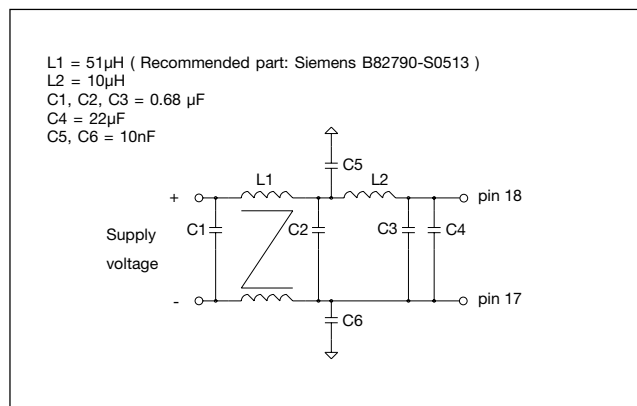 L1 = 51µH ( Recommended part: Siemens B82790-S0513 )
L2 = 10µH
C1, C2, C3 = 0.68 µF
C4 = 22µF
C5, C6 = 10nF
C5
L1
L2
+
pin 18
C1
C2
C3
C4
Supply
voltage
-
pin 17
C6